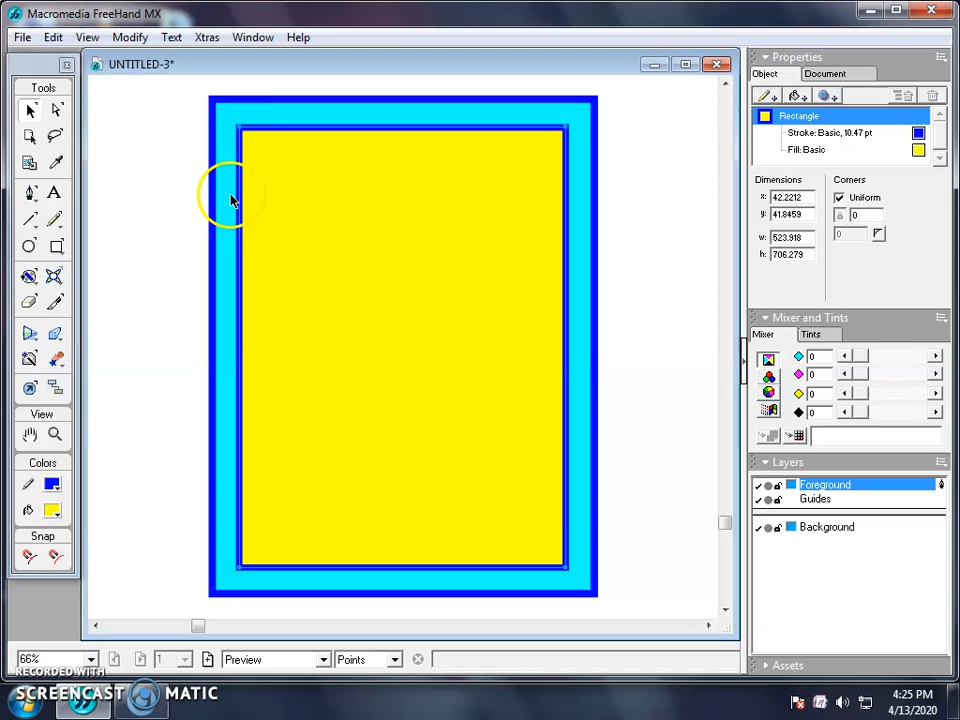 Macromedia FreeHand MX
File Edit View Modify Text Xtras Window Help
UNTITLED-3*
Tools
View
Colors
Snap
Properties
Object Document
Rectangle
Stroke: Basic, 10.47 pt
Fill: Basic
Dimensions Corners
x: 42.2212 Uniform
y: 41.8459 0
w: 523.918 0
h: 706.279
Mixer and Tints
Mixer Tints
0
0
0
0
Layers
Foreground
Guides
Background
Assets
66% 1 Preview Points
RECORDED WITH
SCREENCAST MATIC
4:25 PM
4/13/2020